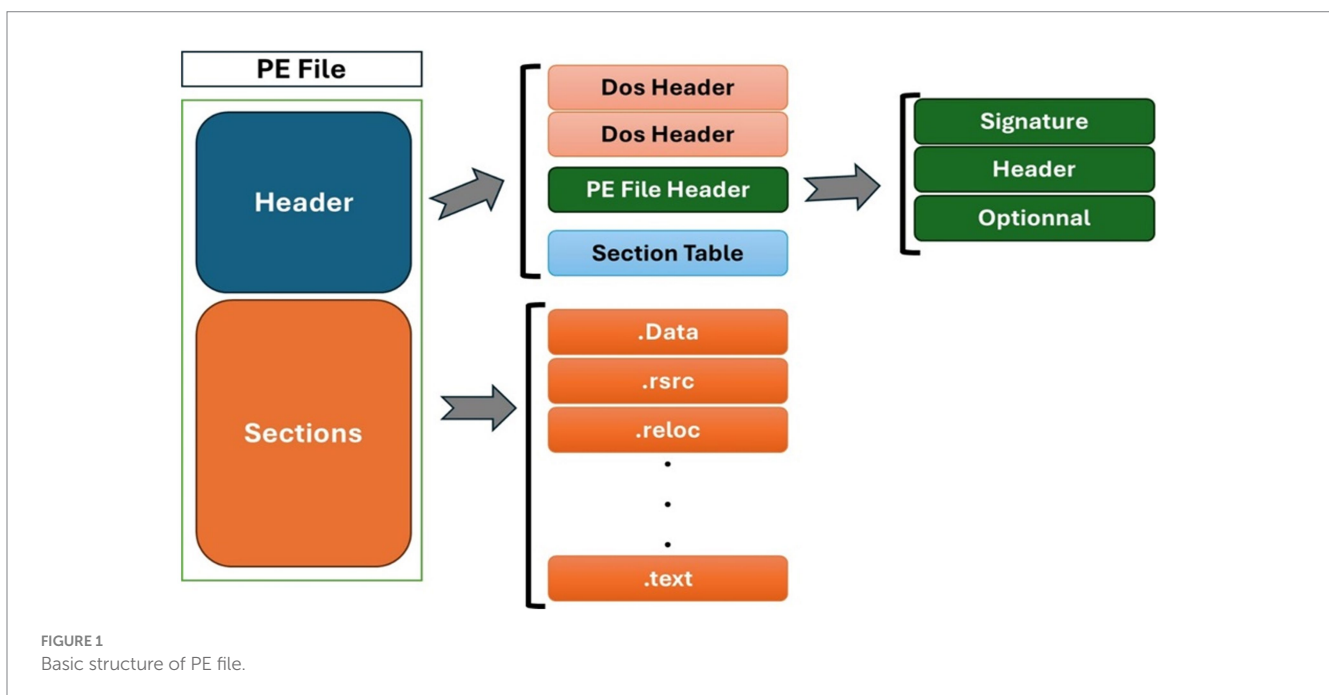 PE File
Header
Sections
Dos Header
Dos Header
PE File Header
Section Table
Signature
Header
Optionnal
.Data
.rsrc
.reloc
.text
FIGURE 1
Basic structure of PE file.